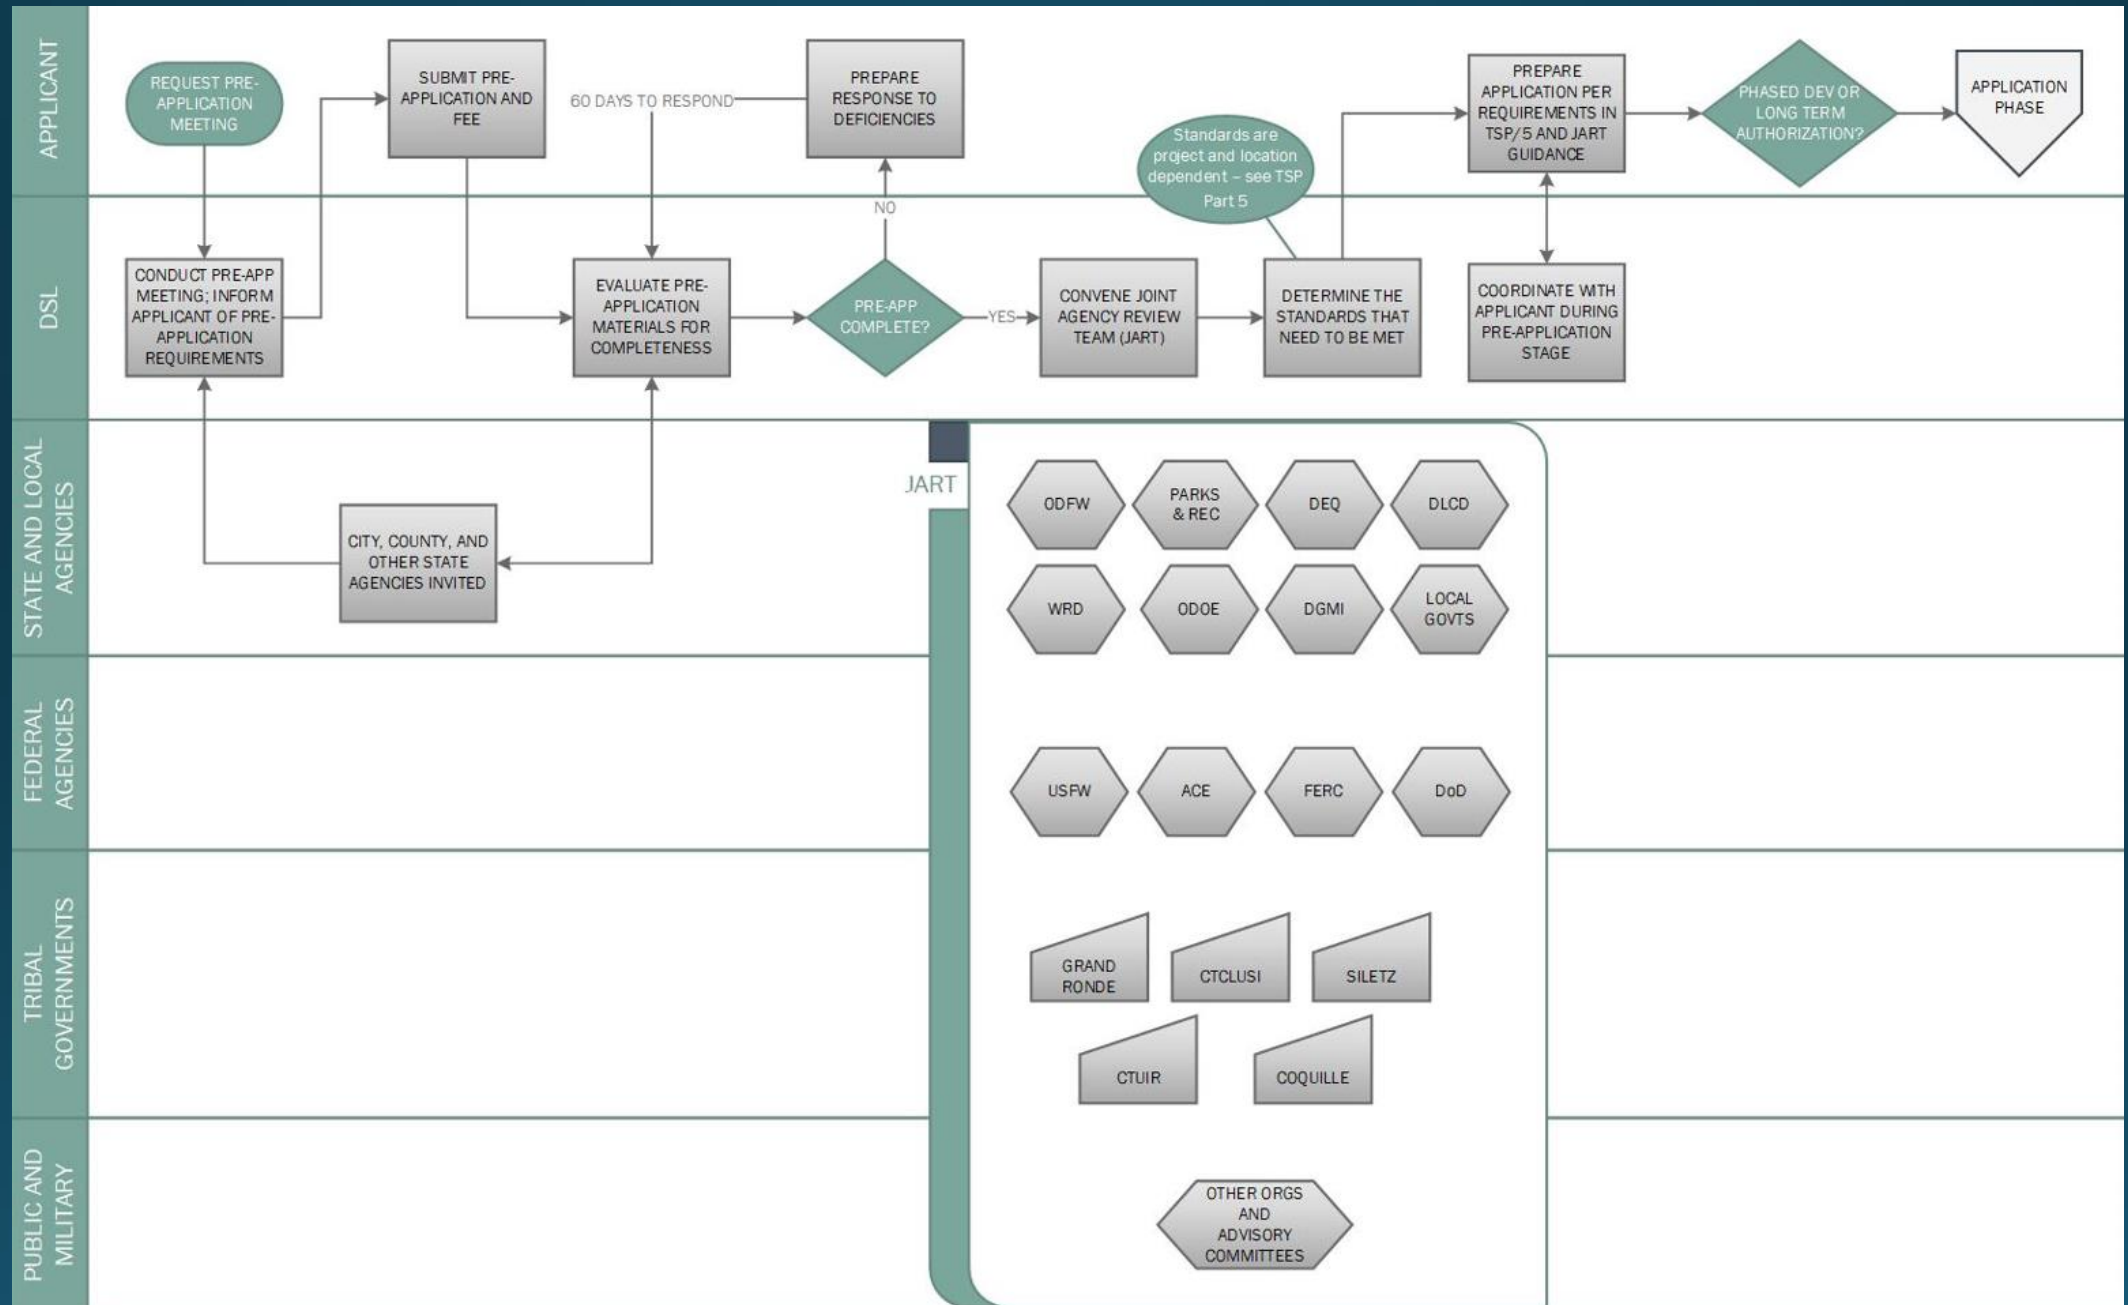 APPLICANT
REQUEST PRE-
APPLICATION
MEETING
SUBMIT PRE-
APPLICATION AND
FEE
60 DAYS TO RESPOND
PREPARE
RESPONSE TO
DEFICIENCIES
Standards are
project and location
dependent – see TSP
Part 5
PREPARE
APPLICATION PER
REQUIREMENTS IN
TSP/5 AND JART
GUIDANCE
PHASED DEV OR
LONG TERM
AUTHORIZATION?
APPLICATION
PHASE
DSL
CONDUCT PRE-APP
MEETING; INFORM
APPLICANT OF PRE-
APPLICATION
REQUIREMENTS
EVALUATE PRE-
APPLICATION
MATERIALS FOR
COMPLETENESS
PRE-APP
COMPLETE?
NO
YES
CONVENE JOINT
AGENCY REVIEW
TEAM (JART)
DETERMINE THE
STANDARDS THAT
NEED TO BE MET
COORDINATE WITH
APPLICANT DURING
PRE-APPLICATION
STAGE
STATE AND LOCAL
AGENCIES
CITY, COUNTY, AND
OTHER STATE
AGENCIES INVITED
JART
ODFW
PARKS
& REC
DEQ
DLCD
WRD
ODOE
DGMI
LOCAL
GOVTS
FEDERAL
AGENCIES
USFW
ACE
FERC
DoD
TRIBAL
GOVERNMENTS
GRAND
RONDE
CTCLUSI
SILETZ
CTUIR
COQUILLE
PUBLIC AND
MILITARY
OTHER ORGS
AND
ADVISORY
COMMITTEES